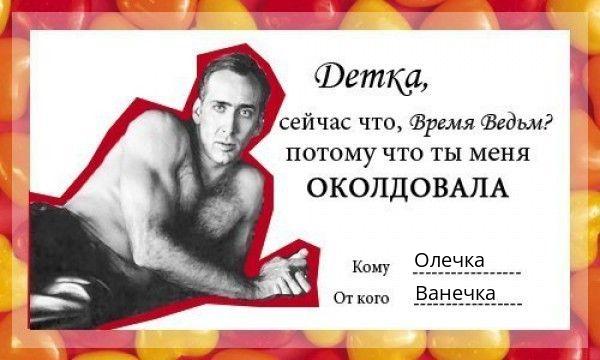 Детка,
сейчас что, Время Ведьм?
потому что ты меня
ОКОЛДОВАЛА
Кому Олечка
От кого Ванечка